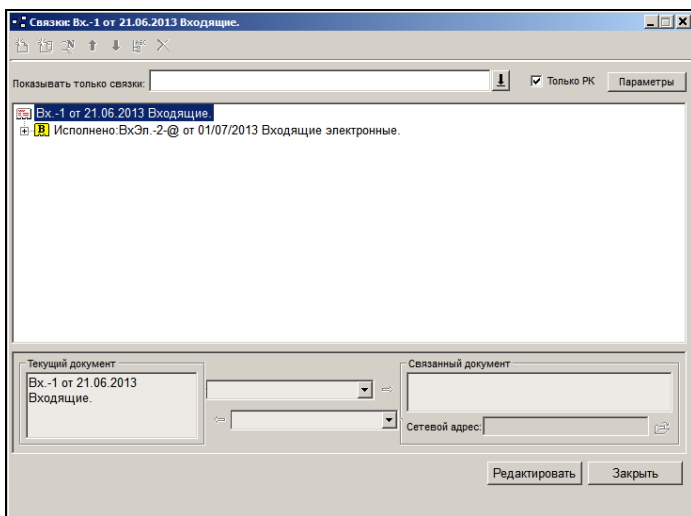 Связки: Вх.-1 от 21.06.2013 Входящие.
Показывать только связки:
Только РК
Параметры
Вх.-1 от 21.06.2013 Входящие.
В Исполнено:ВхЭл.-2-@ от 01/07/2013 Входящие электронные.
Текущий документ
Вх.-1 от 21.06.2013
Входящие.
Связанный документ
Сетевой адрес:
Редактировать
Закрыть